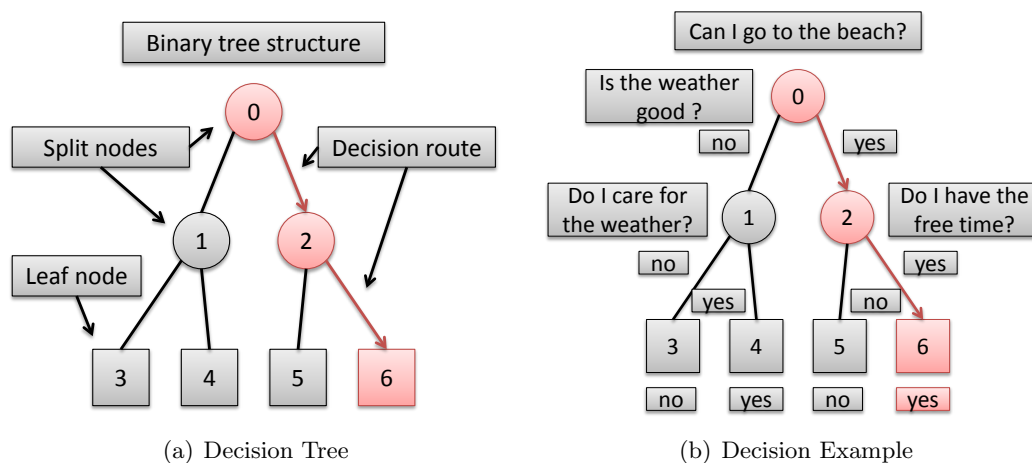 Binary tree structure
0
Split nodes
Decision route
1
2
Leaf node
3
4
5
6
(a) Decision Tree
Can I go to the beach?
Is the weather
good ?
0
no
yes
Do I care for
the weather?
1
2
Do I have the
free time?
no
yes
no
yes
3
4
5
6
no
yes
no
yes
(b) Decision Example